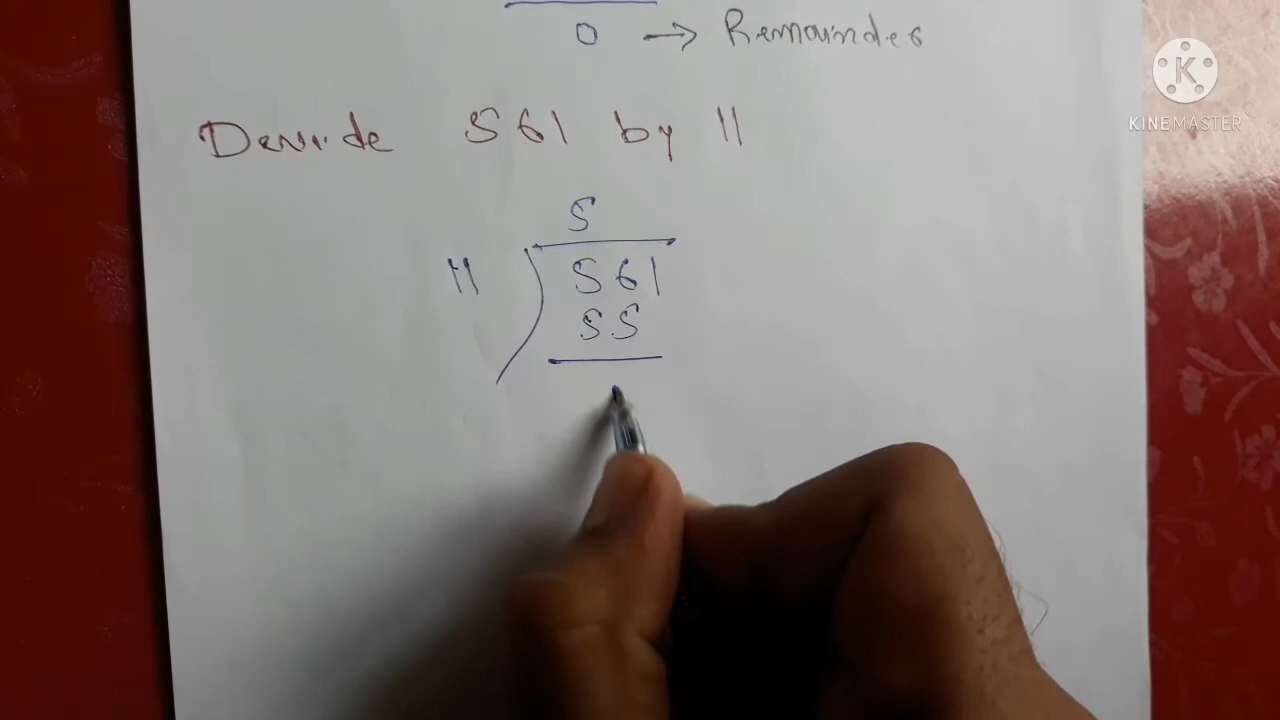 0 → Remainder
K
KINEMASTER
Devide 561 by 11
5
11 ) 561
55